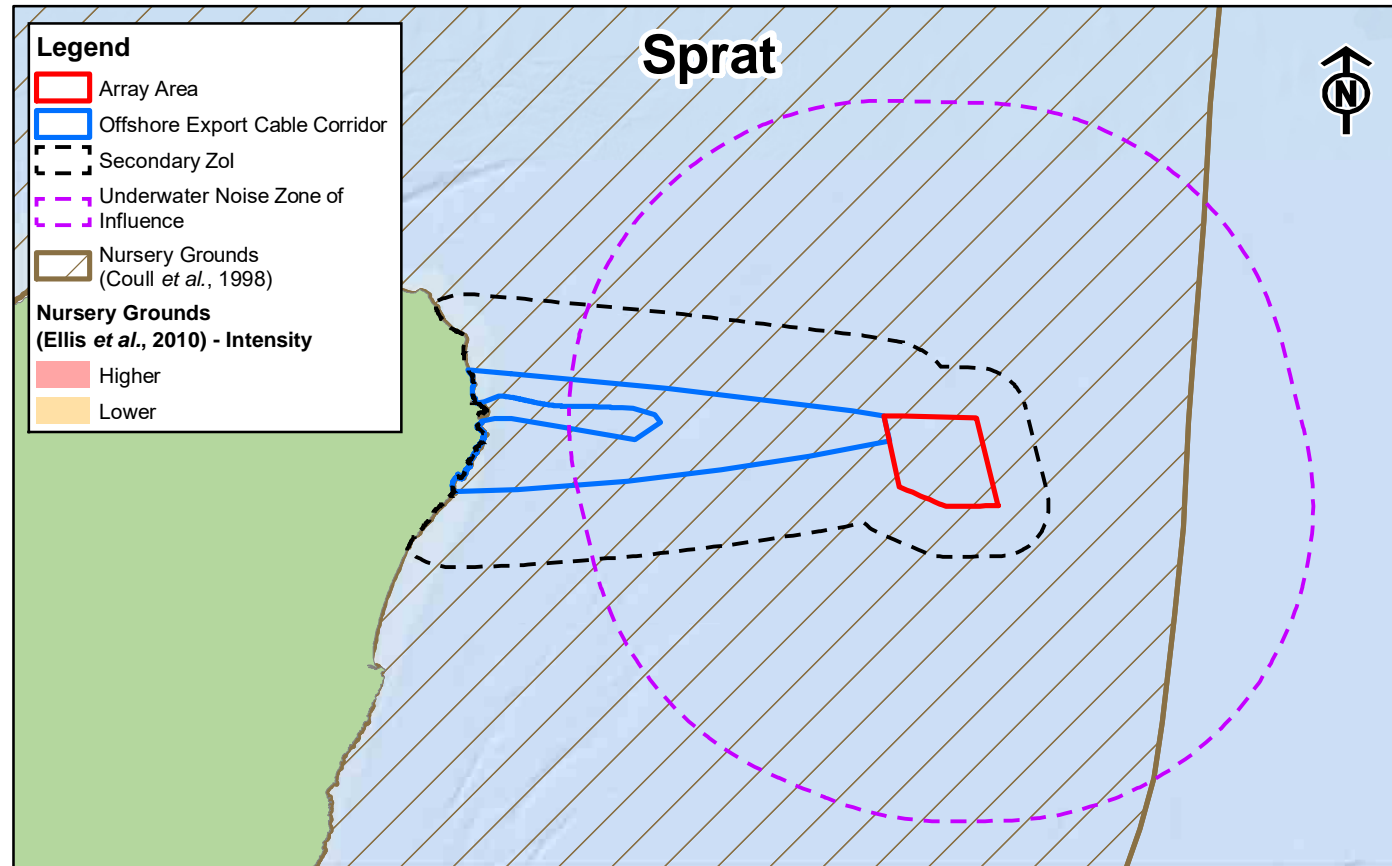 Sprat
Legend
Array Area
Offshore Export Cable Corridor
Secondary ZoI
Underwater Noise Zone of
Influence
Nursery Grounds
(Coull et al., 1998)
Nursery Grounds
(Ellis et al., 2010) - Intensity
Higher
Lower
N